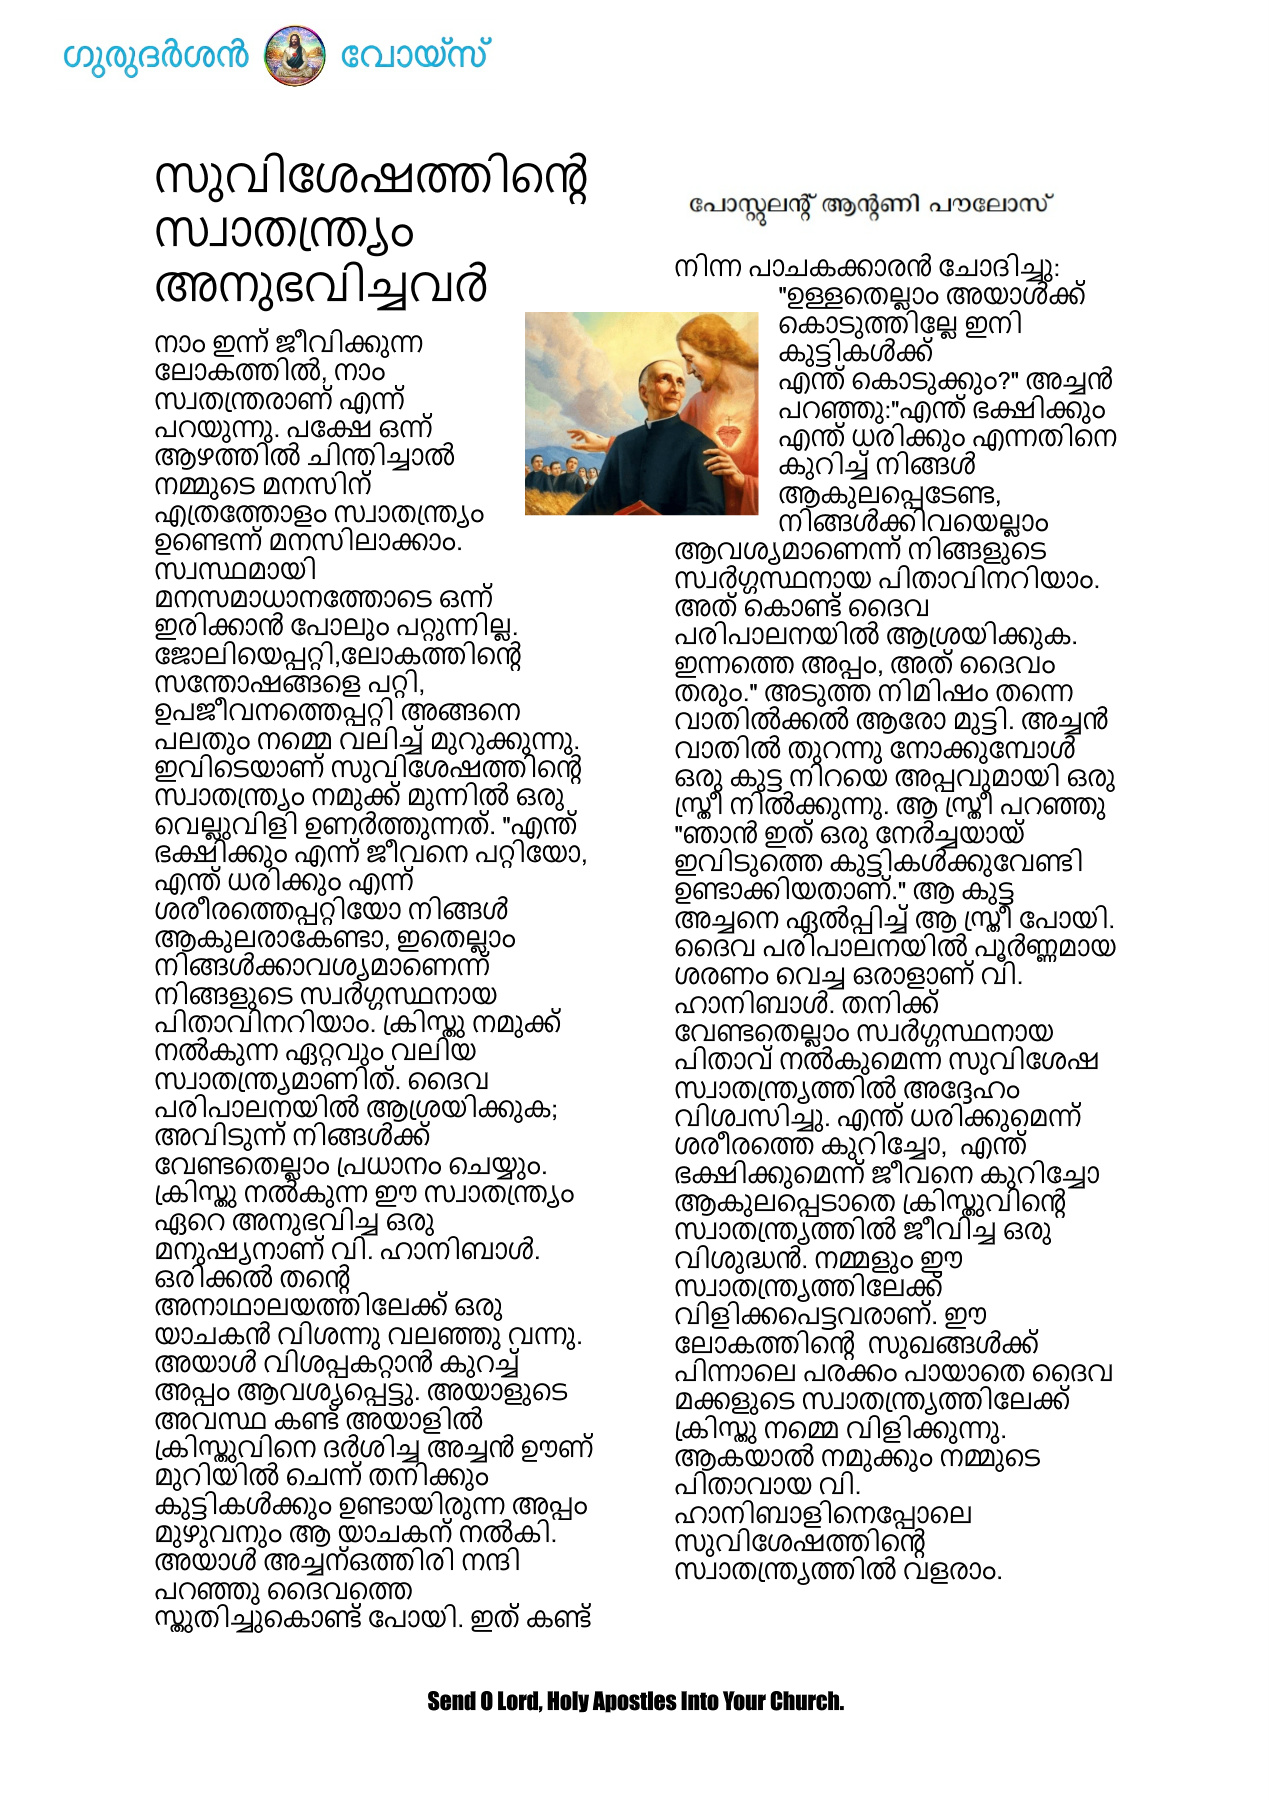 ഗുരുദർശൻ വോയ്സ്
സുവിശേഷത്തിന്റെ
സ്വാതന്ത്ര്യം
അനുഭവിച്ചവർ
നാം ഇന്ന് ജീവിക്കുന്ന
ലോകത്തിൽ, നാം
സ്വതന്ത്രരാണ് എന്ന്
പറയുന്നു. പക്ഷേ ഒന്ന്
ആഴത്തിൽ ചിന്തിച്ചാൽ
നമ്മുടെ മനസിന്
എത്രത്തോളം സ്വാതന്ത്ര്യം
ഉണ്ടെന്ന് മനസിലാക്കാം.
സ്വസ്ഥമായി
മനസമാധാനത്തോടെ ഒന്ന്
ഇരിക്കാൻ പോലും പറ്റുന്നില്ല.
ജോലിയെപ്പറ്റി,ലോകത്തിന്റെ
സന്തോഷങ്ങളെ പറ്റി,
ഉപജീവനത്തെപ്പറ്റി അങ്ങനെ
പലതും നമ്മെ വലിച്ച് മുറുക്കുന്നു.
ഇവിടെയാണ് സുവിശേഷത്തിന്റെ
സ്വാതന്ത്ര്യം നമുക്ക് മുന്നിൽ ഒരു
വെല്ലുവിളി ഉണർത്തുന്നത്. "എന്ത്
ഭക്ഷിക്കും എന്ന് ജീവനെ പറ്റിയോ,
എന്ത് ധരിക്കും എന്ന്
ശരീരത്തെപ്പറ്റിയോ നിങ്ങൾ
ആകുലരാകേണ്ടാ, ഇതെല്ലാം
നിങ്ങൾക്കാവശ്യമാണെന്ന്
നിങ്ങളുടെ സ്വർഗ്ഗസ്ഥനായ
പിതാവിനറിയാം. ക്രിസ്തു നമുക്ക്
നൽകുന്ന ഏറ്റവും വലിയ
സ്വാതന്ത്ര്യമാണിത്. ദൈവ
പരിപാലനയിൽ ആശ്രയിക്കുക;
അവിടുന്ന് നിങ്ങൾക്ക്
വേണ്ടതെല്ലാം പ്രധാനം ചെയ്യും.
ക്രിസ്തു നൽകുന്ന ഈ സ്വാതന്ത്ര്യം
ഏറെ അനുഭവിച്ച ഒരു
മനുഷ്യനാണ് വി. ഹാനിബാൾ.
ഒരിക്കൽ തന്റെ
അനാഥാലയത്തിലേക്ക് ഒരു
യാചകൻ വിശന്നു വലഞ്ഞു വന്നു.
അയാൾ വിശപ്പകറ്റാൻ കുറച്ച്
അപ്പം ആവശ്യപ്പെട്ടു. അയാളുടെ
അവസ്ഥ കണ്ട് അയാളിൽ
ക്രിസ്തുവിനെ ദർശിച്ച അച്ചൻ ഊണ്
മുറിയിൽ ചെന്ന് തനിക്കും
കുട്ടികൾക്കും ഉണ്ടായിരുന്ന അപ്പം
മുഴുവനും ആ യാചകന് നൽകി.
അയാൾ അച്ചന്ഒത്തിരി നന്ദി
പറഞ്ഞു ദൈവത്തെ
സ്തുതിച്ചുകൊണ്ട് പോയി. ഇത് കണ്ട്
പോസ്റ്റുലന്റ് ആന്റണി പൗലോസ്
നിന്ന പാചകക്കാരൻ ചോദിച്ചു:
"ഉള്ളതെല്ലാം അയാൾക്ക്
കൊടുത്തില്ലേ ഇനി
കുട്ടികൾക്ക്
എന്ത് കൊടുക്കും?" അച്ചൻ
പറഞ്ഞു:"എന്ത് ഭക്ഷിക്കും
എന്ത് ധരിക്കും എന്നതിനെ
കുറിച്ച് നിങ്ങൾ
ആകുലപ്പെടേണ്ട,
നിങ്ങൾക്കിവയെല്ലാം
ആവശ്യമാണെന്ന് നിങ്ങളുടെ
സ്വർഗ്ഗസ്ഥനായ പിതാവിനറിയാം.
അത് കൊണ്ട് ദൈവ
പരിപാലനയിൽ ആശ്രയിക്കുക.
ഇന്നത്തെ അപ്പം, അത് ദൈവം
തരും." അടുത്ത നിമിഷം തന്നെ
വാതിൽക്കൽ ആരോ മുട്ടി. അച്ചൻ
വാതിൽ തുറന്നു നോക്കുമ്പോൾ
ഒരു കുട്ട നിറയെ അപ്പവുമായി ഒരു
സ്ത്രീ നിൽക്കുന്നു. ആ സ്ത്രീ പറഞ്ഞു
"ഞാൻ ഇത് ഒരു നേർച്ചയായ്
ഇവിടുത്തെ കുട്ടികൾക്കുവേണ്ടി
ഉണ്ടാക്കിയതാണ്." ആ കുട്ട
അച്ചനെ ഏൽപ്പിച്ച് ആ സ്ത്രീ പോയി.
ദൈവ പരിപാലനയിൽ പൂർണ്ണമായ
ശരണം വെച്ച ഒരാളാണ് വി.
ഹാനിബാൾ. തനിക്ക്
വേണ്ടതെല്ലാം സ്വർഗ്ഗസ്ഥനായ
പിതാവ് നൽകുമെന്ന സുവിശേഷ
സ്വാതന്ത്ര്യത്തിൽ അദ്ദേഹം
വിശ്വസിച്ചു. എന്ത് ധരിക്കുമെന്ന്
ശരീരത്തെ കുറിച്ചോ, എന്ത്
ഭക്ഷിക്കുമെന്ന് ജീവനെ കുറിച്ചോ
ആകുലപ്പെടാതെ ക്രിസ്തുവിന്റെ
സ്വാതന്ത്ര്യത്തിൽ ജീവിച്ച ഒരു
വിശുദ്ധൻ. നമ്മളും ഈ
സ്വാതന്ത്ര്യത്തിലേക്ക്
വിളിക്കപെട്ടവരാണ്. ഈ
ലോകത്തിന്റെ സുഖങ്ങൾക്ക്
പിന്നാലെ പരക്കം പായാതെ ദൈവ
മക്കളുടെ സ്വാതന്ത്ര്യത്തിലേക്ക്
ക്രിസ്തു നമ്മെ വിളിക്കുന്നു.
ആകയാൽ നമുക്കും നമ്മുടെ
പിതാവായ വി.
ഹാനിബാളിനെപ്പോലെ
സുവിശേഷത്തിന്റെ
സ്വാതന്ത്ര്യത്തിൽ വളരാം.
Send O Lord, Holy Apostles Into Your Church.